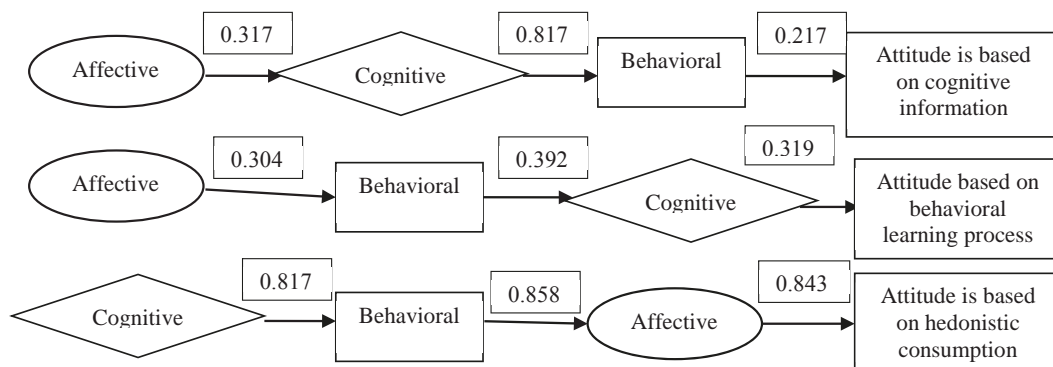 0.317
0.817
0.217
Affective
Cognitive
Behavioral
Attitude is based
on cognitive
information
0.304
0.392
0.319
Affective
Behavioral
Cognitive
Attitude based on
behavioral
learning process
0.817
0.858
0.843
Cognitive
Behavioral
Affective
Attitude is based
on hedonistic
consumption